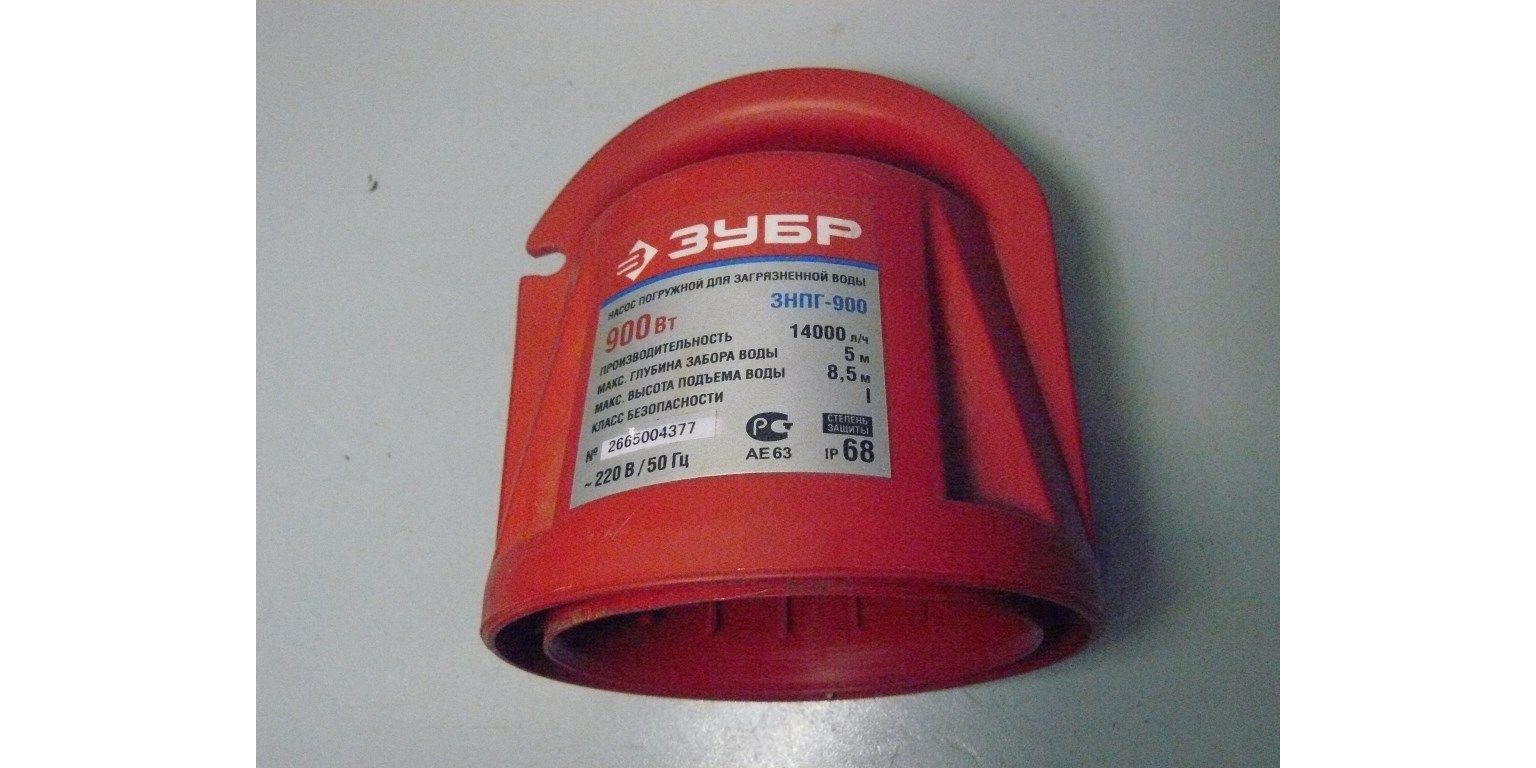 ЗУБР
НАСОС ПОГРУЖНОЙ ДЛЯ ЗАГРЯЗНЕННОЙ ВОДЫ
900 Вт ЗНПГ-900
ПРОИЗВОДИТЕЛЬНОСТЬ 14000 л/ч
МАКС. ГЛУБИНА ЗАБОРА ВОДЫ 5 м
МАКС. ВЫСОТА ПОДЪЕМА ВОДЫ 8,5 м
КЛАСС БЕЗОПАСНОСТИ I
№ 2665004377
РСТ
АЕ63
СТЕПЕНЬ
ЗАЩИТЫ
IP 68
~ 220 В / 50 Гц